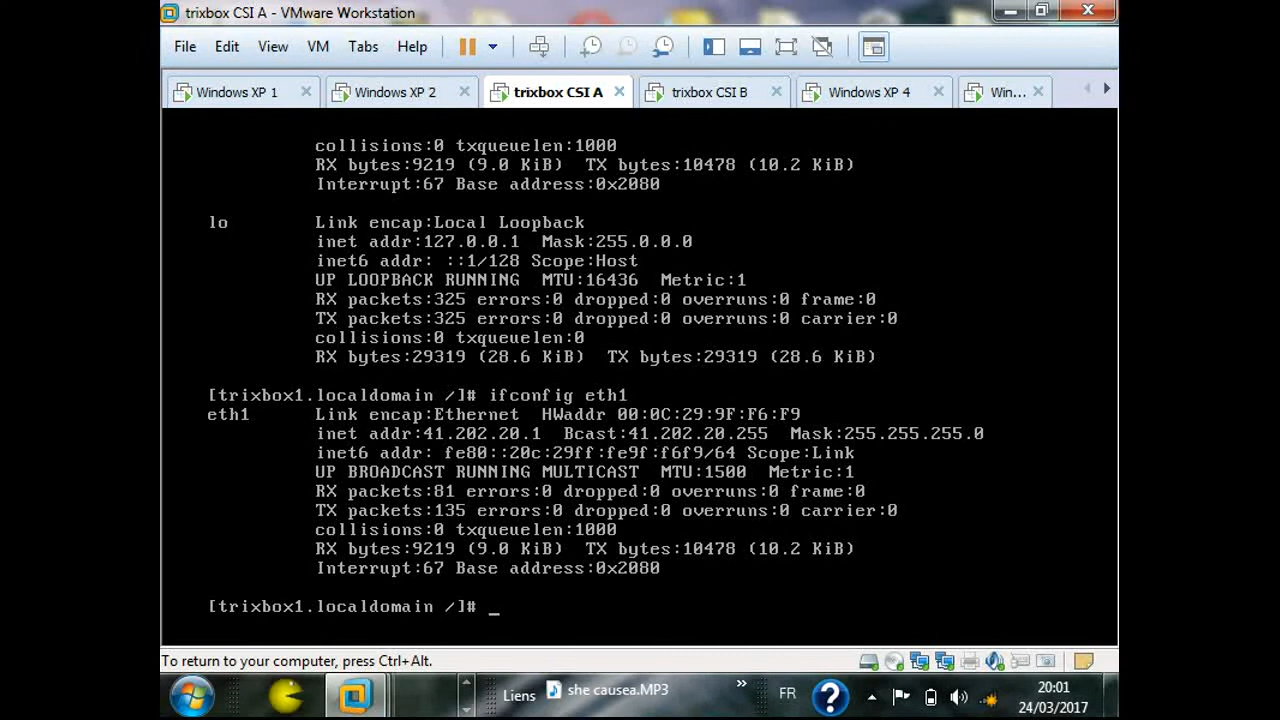 trixbox CSI A - VMware Workstation
File Edit View VM Tabs Help
Windows XP 1 Windows XP 2 trixbox CSI A trixbox CSI B Windows XP 4 Win...
collisions:0 txqueuelen:1000
RX bytes:9219 (9.0 KiB) TX bytes:10478 (10.2 KiB)
Interrupt:67 Base address:0x2080
lo Link encap:Local Loopback
inet addr:127.0.0.1 Mask:255.0.0.0
inet6 addr: ::1/128 Scope:Host
UP LOOPBACK RUNNING MTU:16436 Metric:1
RX packets:325 errors:0 dropped:0 overruns:0 frame:0
TX packets:325 errors:0 dropped:0 overruns:0 carrier:0
collisions:0 txqueuelen:0
RX bytes:29319 (28.6 KiB) TX bytes:29319 (28.6 KiB)
[trixbox1.localdomain /]# ifconfig eth1
eth1 Link encap:Ethernet HWaddr 00:0C:29:9F:F6:F9
inet addr:41.202.20.1 Bcast:41.202.20.255 Mask:255.255.255.0
inet6 addr: fe80::20c:29ff:fe9f:f6f9/64 Scope:Link
UP BROADCAST RUNNING MULTICAST MTU:1500 Metric:1
RX packets:81 errors:0 dropped:0 overruns:0 frame:0
TX packets:135 errors:0 dropped:0 overruns:0 carrier:0
collisions:0 txqueuelen:1000
RX bytes:9219 (9.0 KiB) TX bytes:10478 (10.2 KiB)
Interrupt:67 Base address:0x2080
[trixbox1.localdomain /]# _
To return to your computer, press Ctrl+Alt.
Liens she causea.MP3 » FR 20:01
24/03/2017